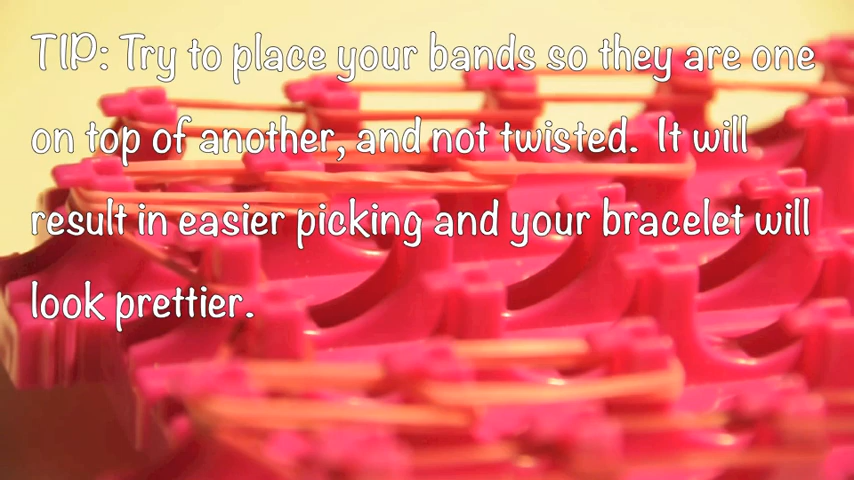 TIP: Try to place your bands so they are one
on top of another, and not twisted. It will
result in easier picking and your bracelet will
look prettier.